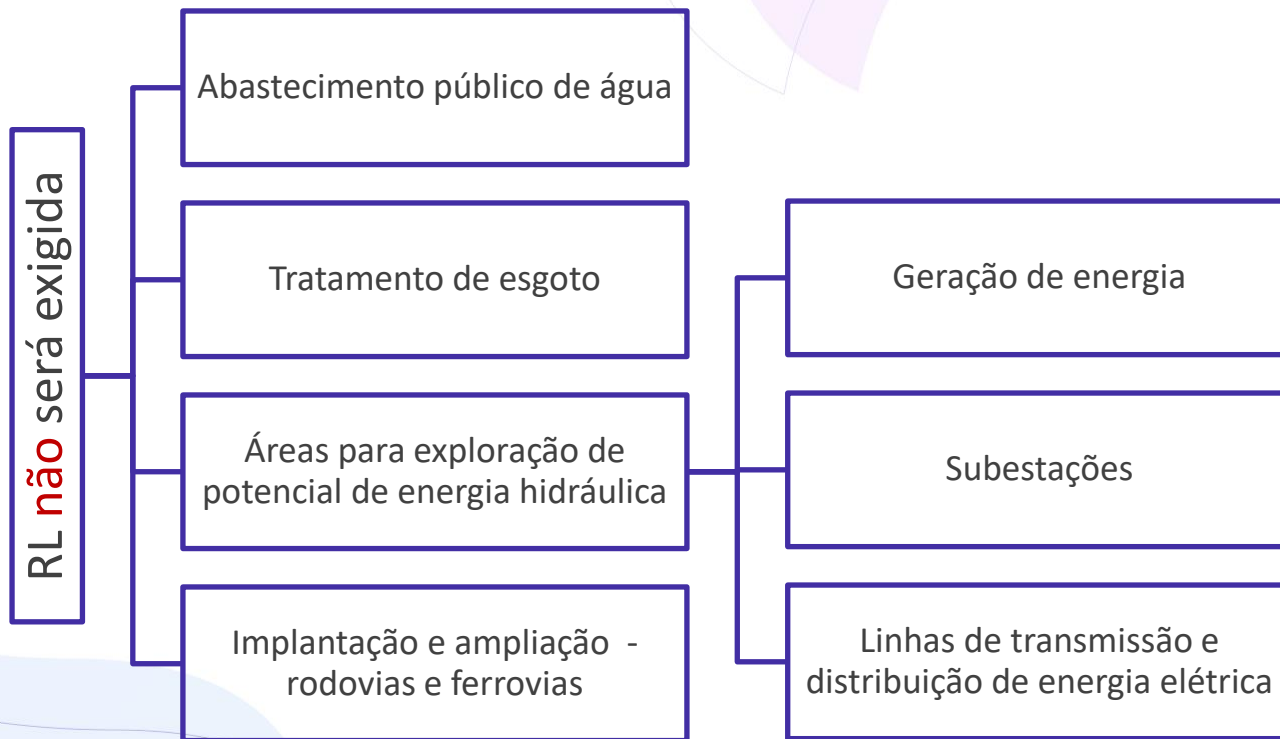 RL não será exigida
Abastecimento público de água
Tratamento de esgoto
Áreas para exploração de
potencial de energia hidráulica
Implantação e ampliação -
rodovias e ferrovias
Geração de energia
Subestações
Linhas de transmissão e
distribuição de energia elétrica